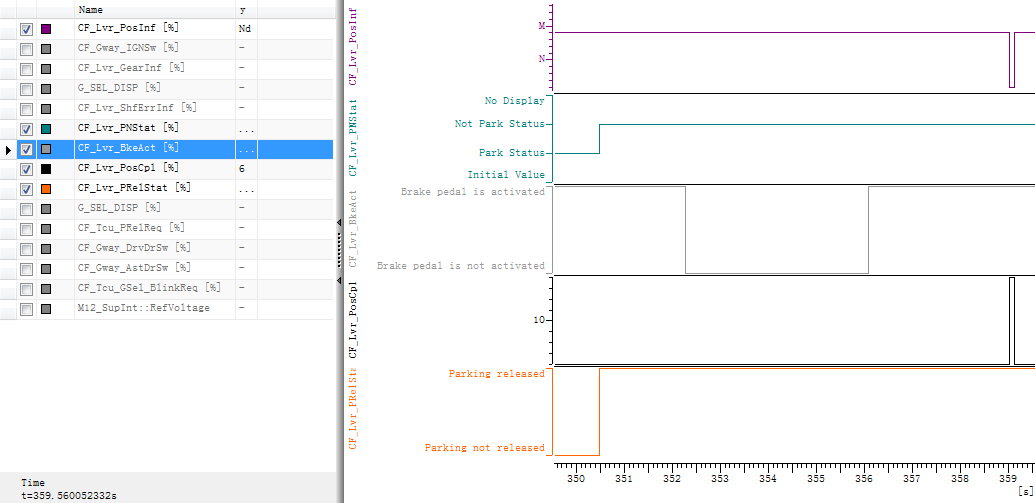 Name y
CF_Lvr_PosInf [%] Nd
CF_Gway_IGNSw [%] -
CF_Lvr_GearInf [%] -
G_SEL_DISP [%] -
CF_Lvr_ShfErrInf [%] -
CF_Lvr_PNStat [%] ...
CF_Lvr_BkeAct [%] ...
CF_Lvr_PosCpl [%] 6
CF_Lvr_PRelStat [%] ...
G_SEL_DISP [%] -
CF_Tcu_PRelReq [%] -
CF_Gway_DrvDrSw [%] -
CF_Gway_AstDrSw [%] -
CF_Tcu_GSel_BlinkReq [%] -
M12_SupInt::RefVoltage -
Time
t=359.560052332s
CF_Lvr_PosInf
M
N
CF_Lvr_PNStat
No Display
Not Park Status
Park Status
Initial Value
CF_Lvr_BkeAct
Brake pedal is activated
Brake pedal is not activated
CF_Lvr_PosCpl
10
CF_Lvr_PRelSta
Parking released
Parking not released
350 351 352 353 354 355 356 357 358 359
[s]